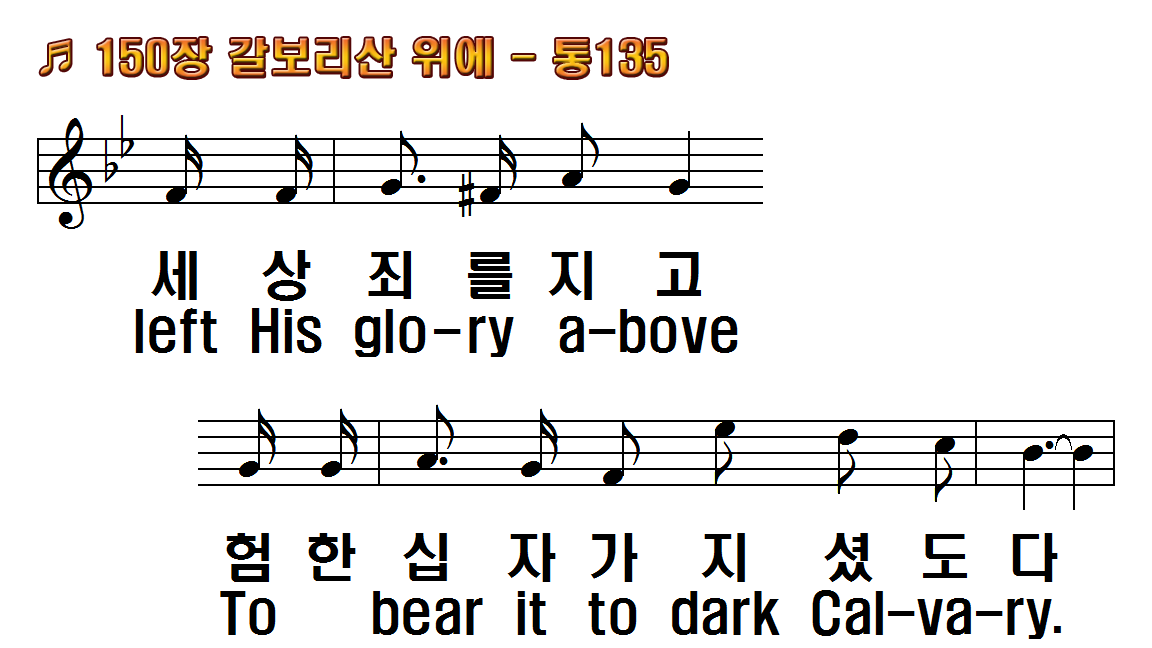 ♬ 150장 갈보리산 위에 - 통135
세 상 죄 를 지 고
left His glo-ry a-bove
험 한 십 자 가 지 셨 도 다
To bear it to dark Cal-va-ry.